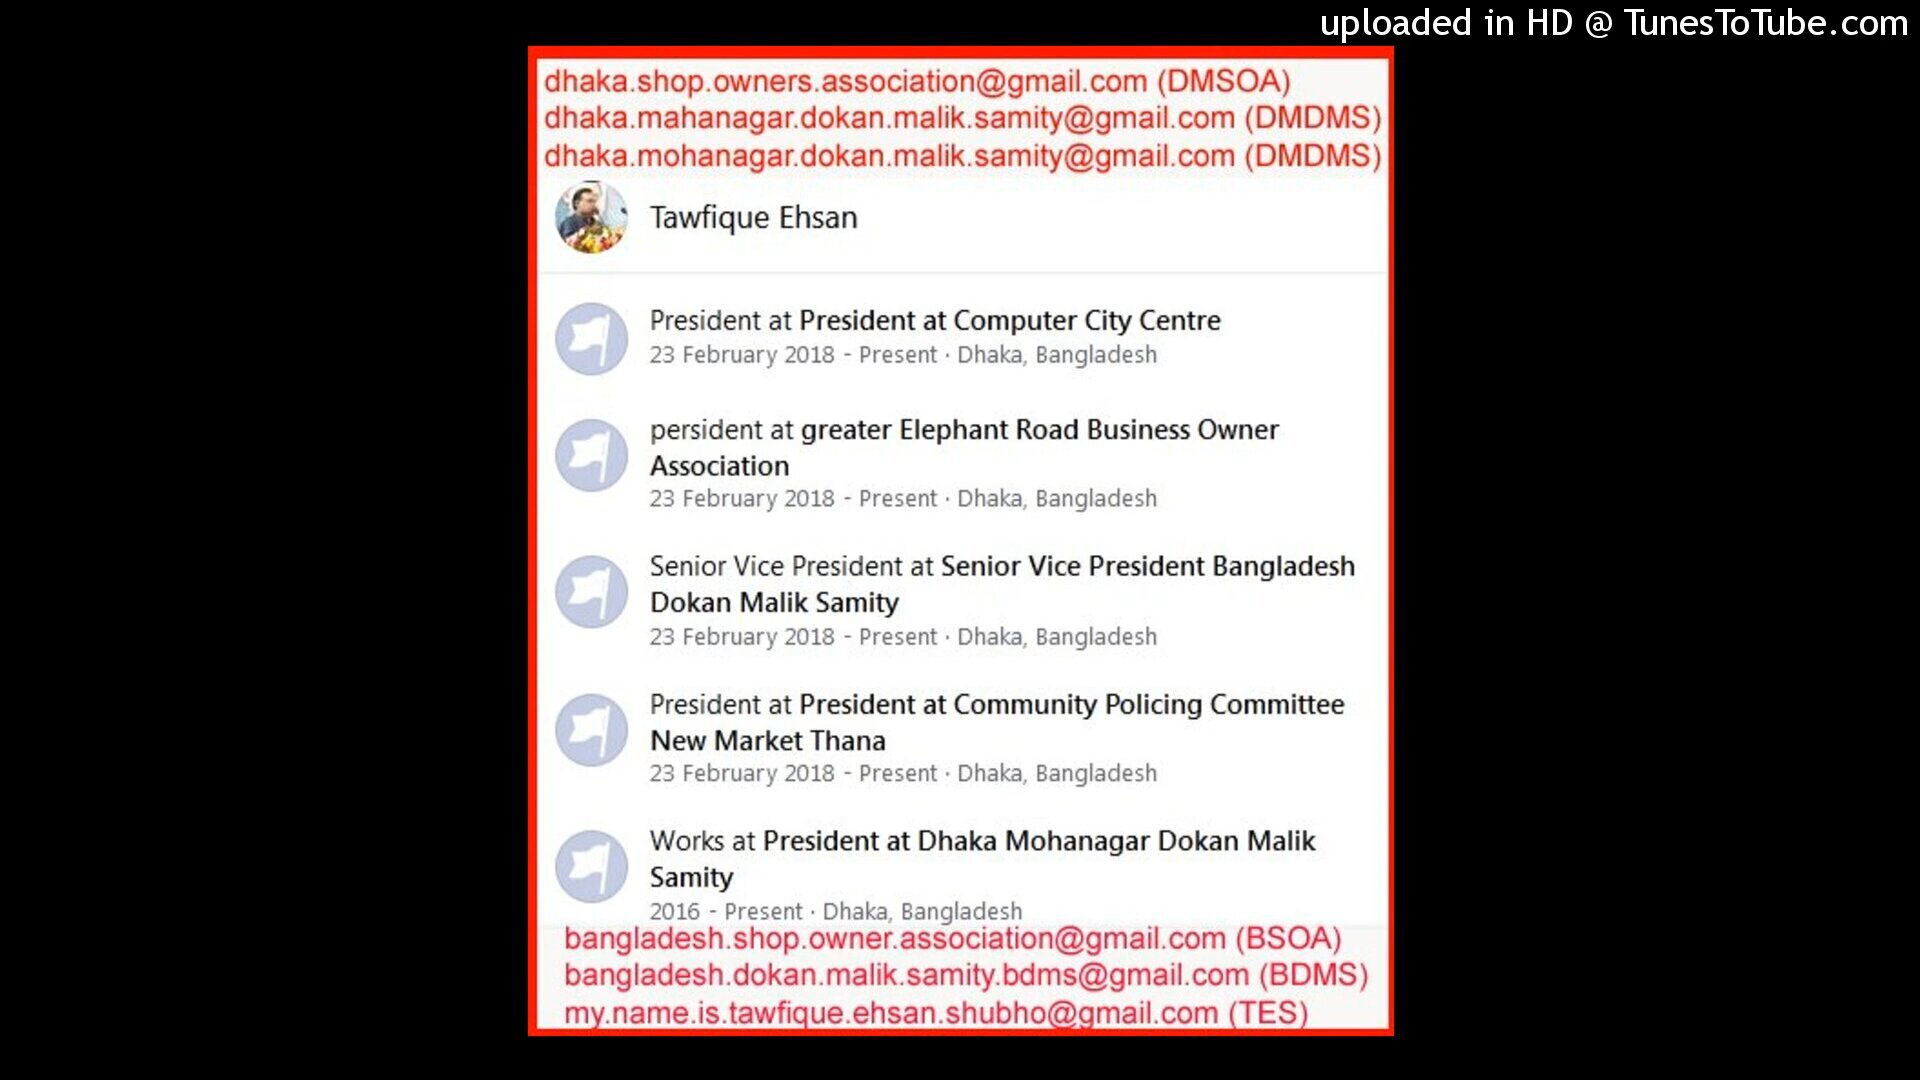 uploaded in HD @ TunesToTube.com
dhaka.shop.owners.association@gmail.com (DMSOA)
dhaka.mahanagar.dokan.malik.samity@gmail.com (DMDMS)
dhaka.mohanagar.dokan.malik.samity@gmail.com (DMDMS)
Tawfique Ehsan
President at President at Computer City Centre
23 February 2018 - Present · Dhaka, Bangladesh
persident at greater Elephant Road Business Owner
Association
23 February 2018 - Present · Dhaka, Bangladesh
Senior Vice President at Senior Vice President Bangladesh
Dokan Malik Samity
23 February 2018 - Present · Dhaka, Bangladesh
President at President at Community Policing Committee
New Market Thana
23 February 2018 - Present · Dhaka, Bangladesh
Works at President at Dhaka Mohanagar Dokan Malik
Samity
2016 - Present · Dhaka, Bangladesh
bangladesh.shop.owner.association@gmail.com (BSOA)
bangladesh.dokan.malik.samity.bdms@gmail.com (BDMS)
my.name.is.tawfique.ehsan.shubho@gmail.com (TES)